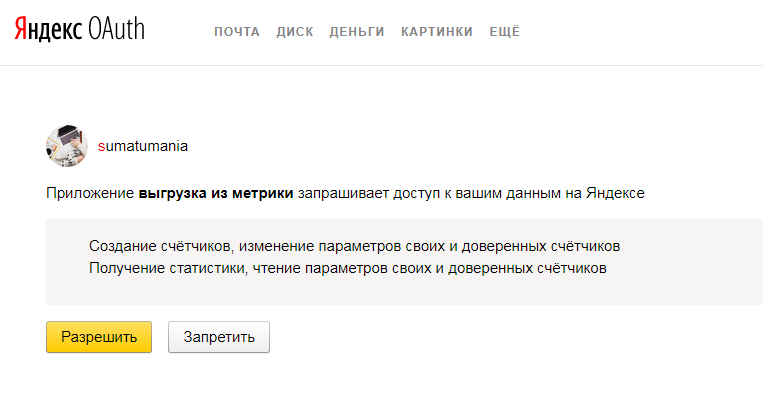 Яндекс OAuth
ПОЧТА ДИСК ДЕНЬГИ КАРТИНКИ ЕЩЁ
sumatumania
Приложение выгрузка из метрики запрашивает доступ к вашим данным на Яндексе
Создание счётчиков, изменение параметров своих и доверенных счётчиков
Получение статистики, чтение параметров своих и доверенных счётчиков
Разрешить Запретить